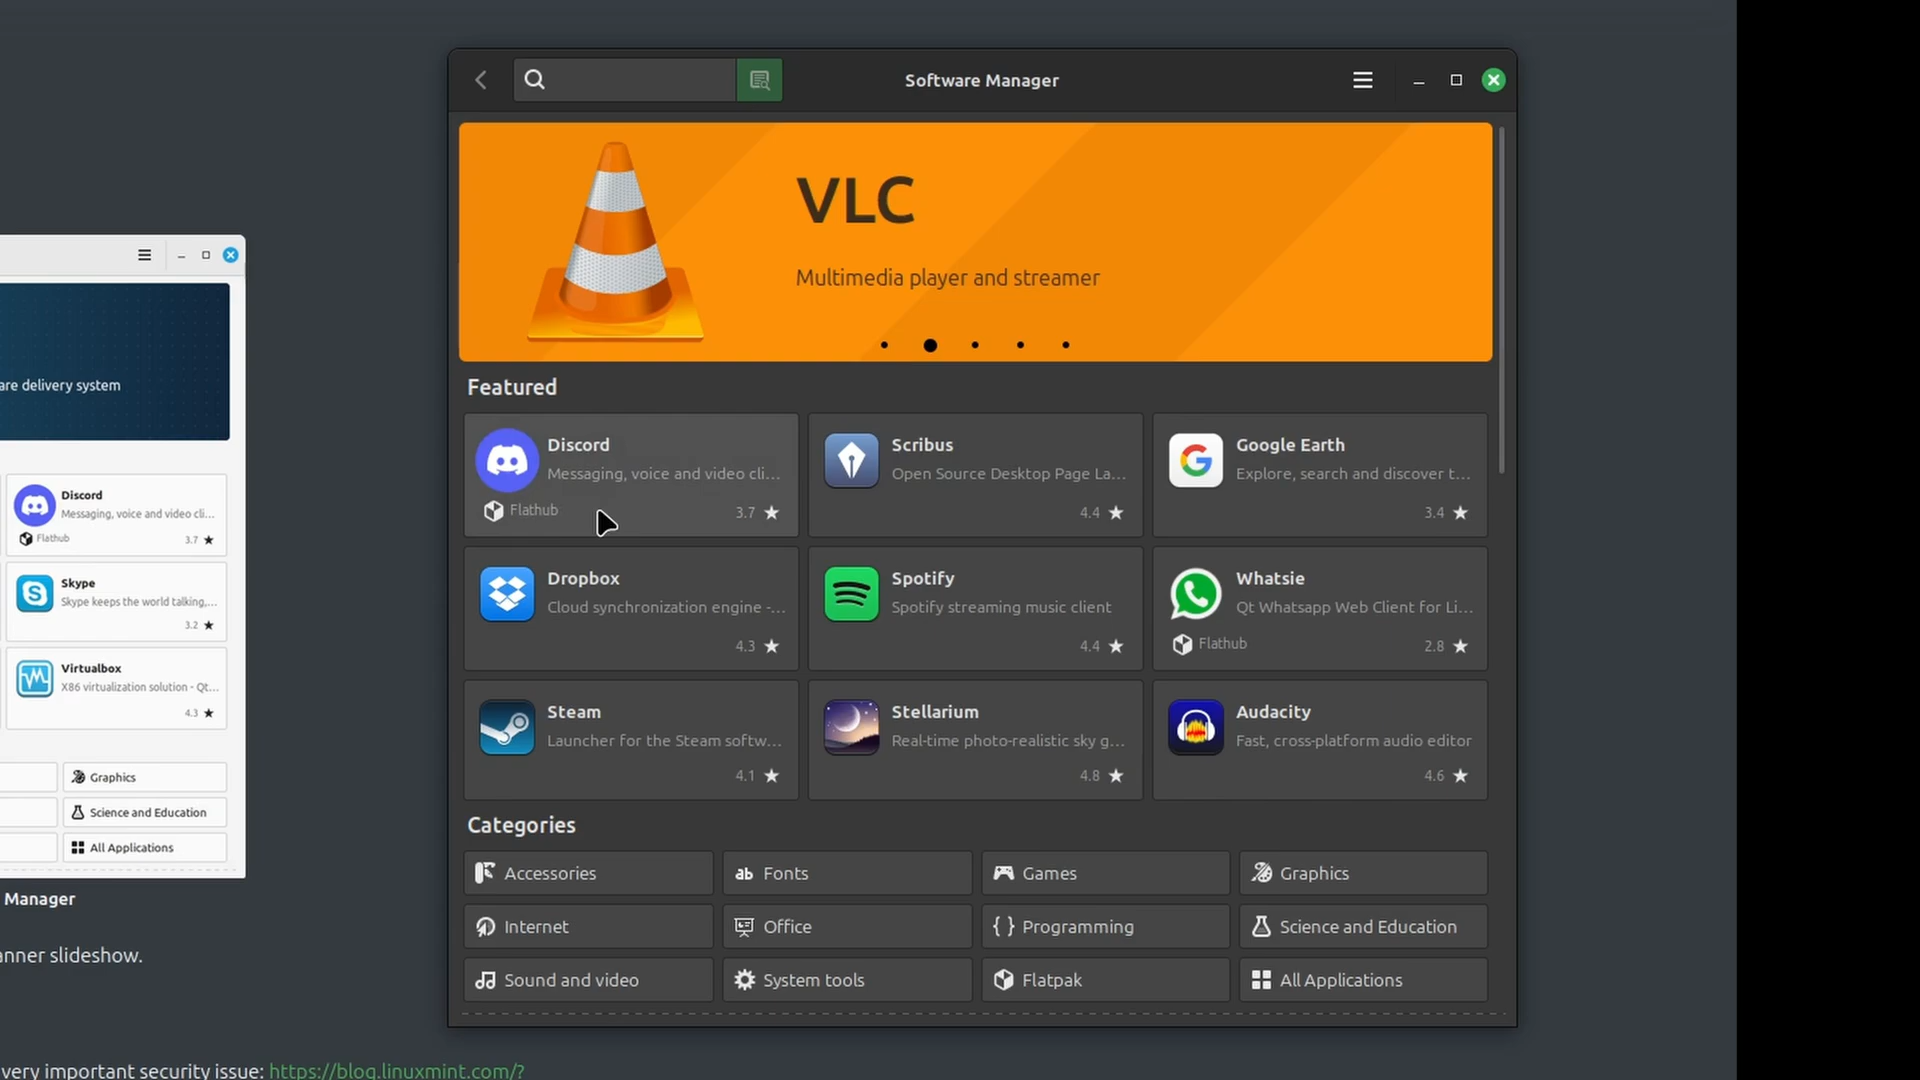 Software Manager
VLC
Multimedia player and streamer
Featured
Discord
Messaging, voice and video cli...
Flathub
3.7 ★
Scribus
Open Source Desktop Page La...
4.4 ★
Google Earth
Explore, search and discover t...
3.4 ★
Dropbox
Cloud synchronization engine -...
4.3 ★
Spotify
Spotify streaming music client
4.4 ★
Whatsie
Qt Whatsapp Web Client for Li...
Flathub
2.8 ★
Steam
Launcher for the Steam softw...
4.1 ★
Stellarium
Real-time photo-realistic sky g...
4.8 ★
Audacity
Fast, cross-platform audio editor
4.6 ★
Categories
Accessories
ab Fonts
Games
Graphics
Internet
Office
{ } Programming
Science and Education
Sound and video
System tools
Flatpak
All Applications
are delivery system
Discord
Messaging, voice and video cli...
Flathub
3.7 ★
Skype
Skype keeps the world talking,...
3.2 ★
Virtualbox
X86 virtualization solution - Qt...
4.3 ★
Graphics
Science and Education
All Applications
Manager
anner slideshow.
very important security issue: https://blog.linuxmint.com/?